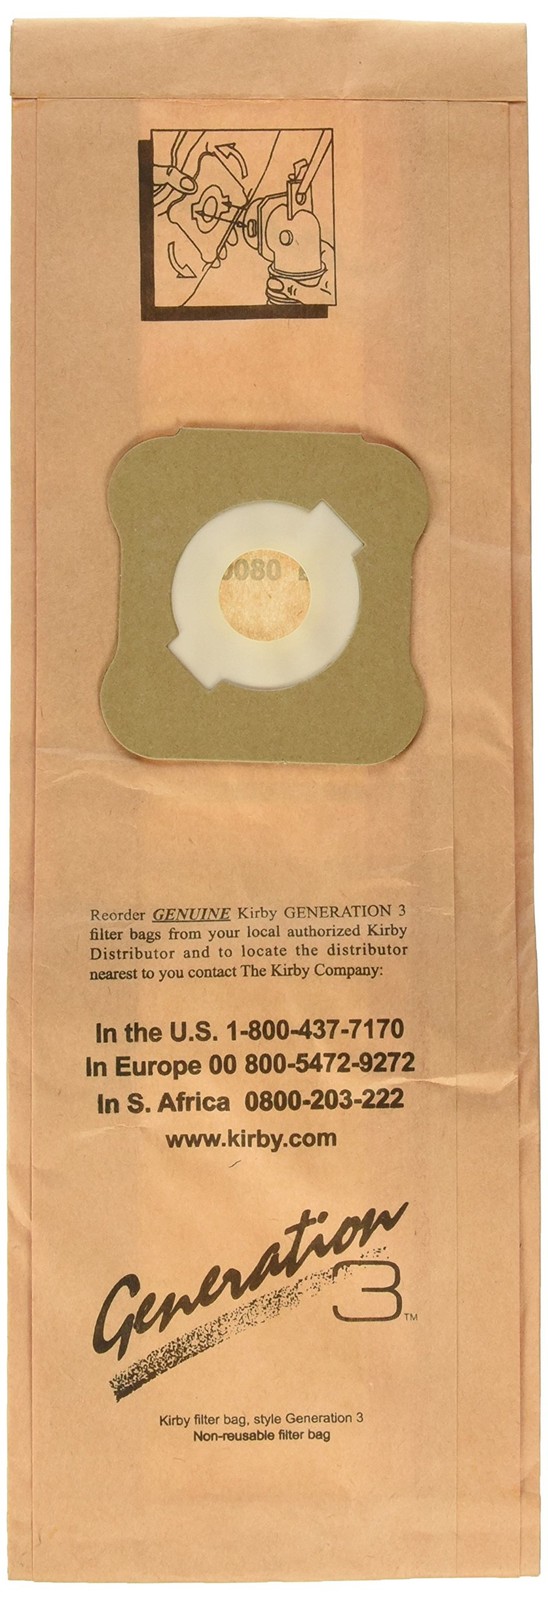 0080
Reorder GENUINE Kirby GENERATION 3
filter bags from your local authorized Kirby
Distributor and to locate the distributor
nearest to you contact The Kirby Company:
In the U.S. 1-800-437-7170
In Europe 00 800-5472-9272
In S. Africa 0800-203-222
www.kirby.com
Generation
3™
Kirby filter bag, style Generation 3
Non-reusable filter bag